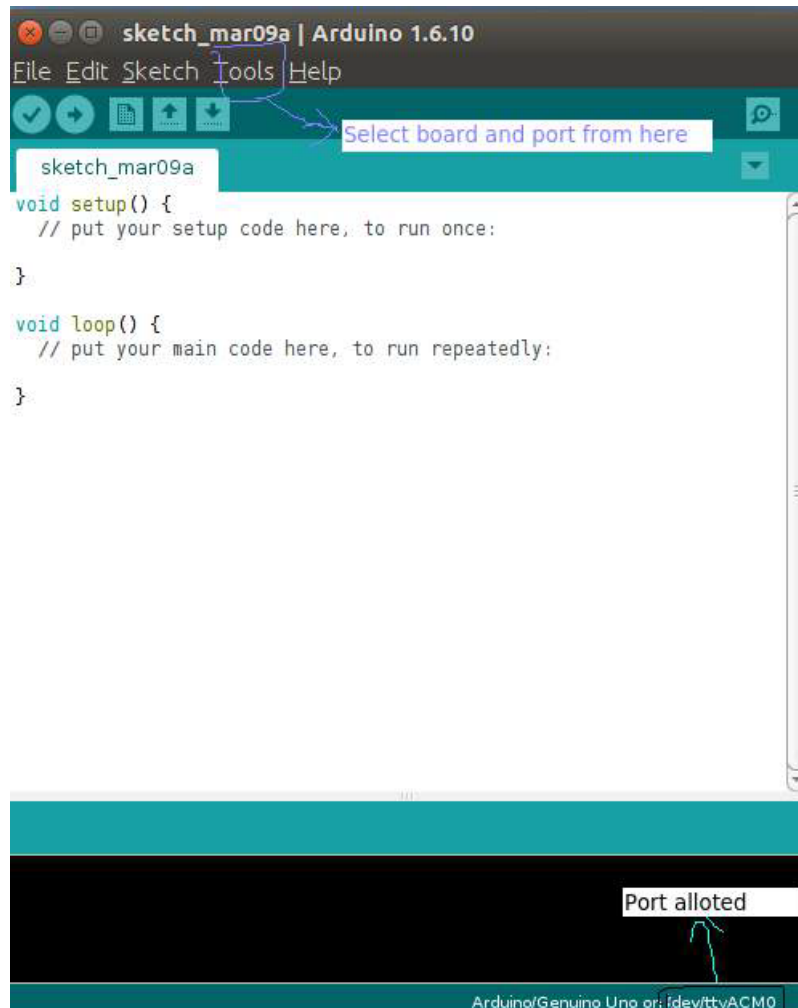 sketch_mar09a | Arduino 1.6.10
File Edit Sketch Tools Help
Select board and port from here
sketch_mar09a
void setup() {
  // put your setup code here, to run once:
}
void loop() {
  // put your main code here, to run repeatedly:
}
Port alloted
Arduino/Genuino Uno on /dev/ttyACM0